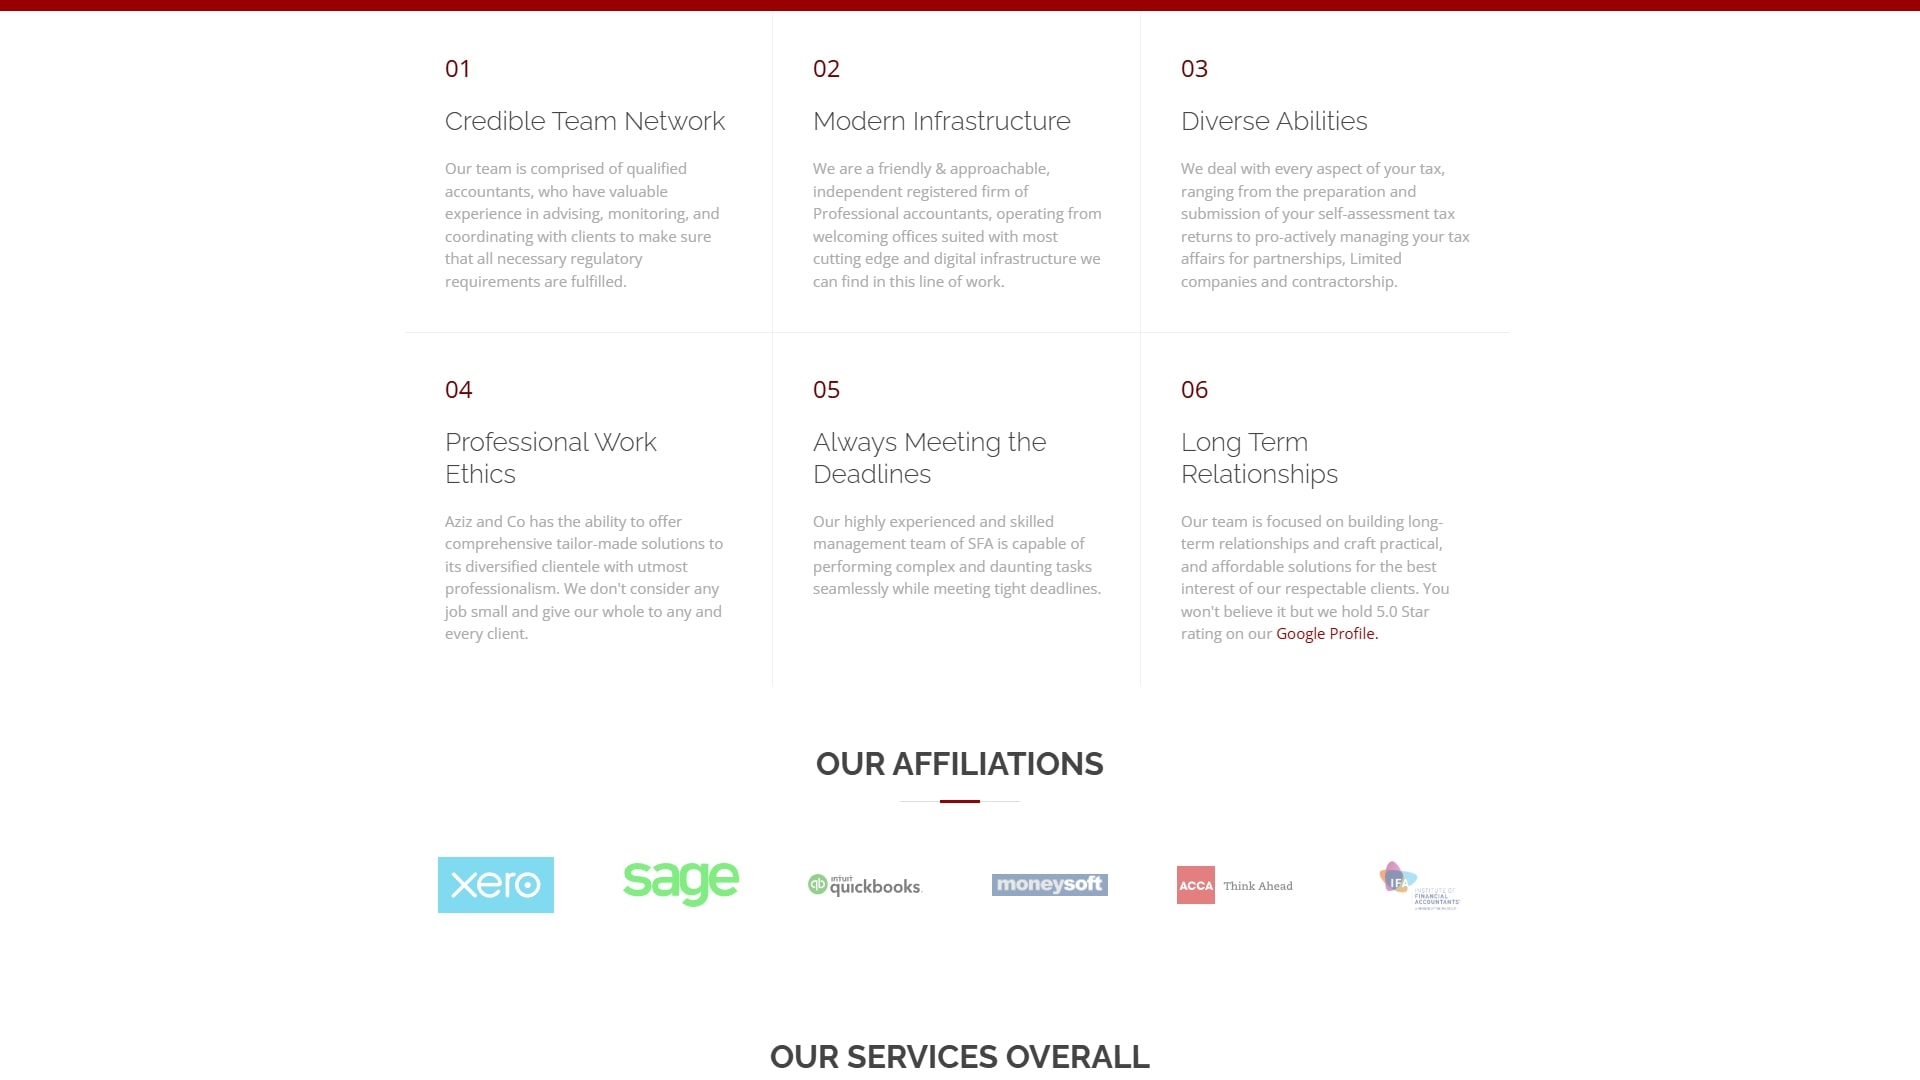 01
Credible Team Network
Our team is comprised of qualified
accountants, who have valuable
experience in advising, monitoring, and
coordinating with clients to make sure
that all necessary regulatory
requirements are fulfilled.
02
Modern Infrastructure
We are a friendly & approachable,
independent registered firm of
Professional accountants, operating from
welcoming offices suited with most
cutting edge and digital infrastructure we
can find in this line of work.
03
Diverse Abilities
We deal with every aspect of your tax,
ranging from the preparation and
submission of your self-assessment tax
returns to pro-actively managing your tax
affairs for partnerships, Limited
companies and contractorship.
04
Professional Work
Ethics
Aziz and Co has the ability to offer
comprehensive tailor-made solutions to
its diversified clientele with utmost
professionalism. We don't consider any
job small and give our whole to any and
every client.
05
Always Meeting the
Deadlines
Our highly experienced and skilled
management team of SFA is capable of
performing complex and daunting tasks
seamlessly while meeting tight deadlines.
06
Long Term
Relationships
Our team is focused on building long-
term relationships and craft practical,
and affordable solutions for the best
interest of our respectable clients. You
won't believe it but we hold 5.0 Star
rating on our Google Profile.
OUR AFFILIATIONS
xero
sage
qb
intuit
quickbooks.
moneysoft
ACCA Think Ahead
IFA
INSTITUTE OF
FINANCIAL
ACCOUNTANTS
OUR SERVICES OVERALL